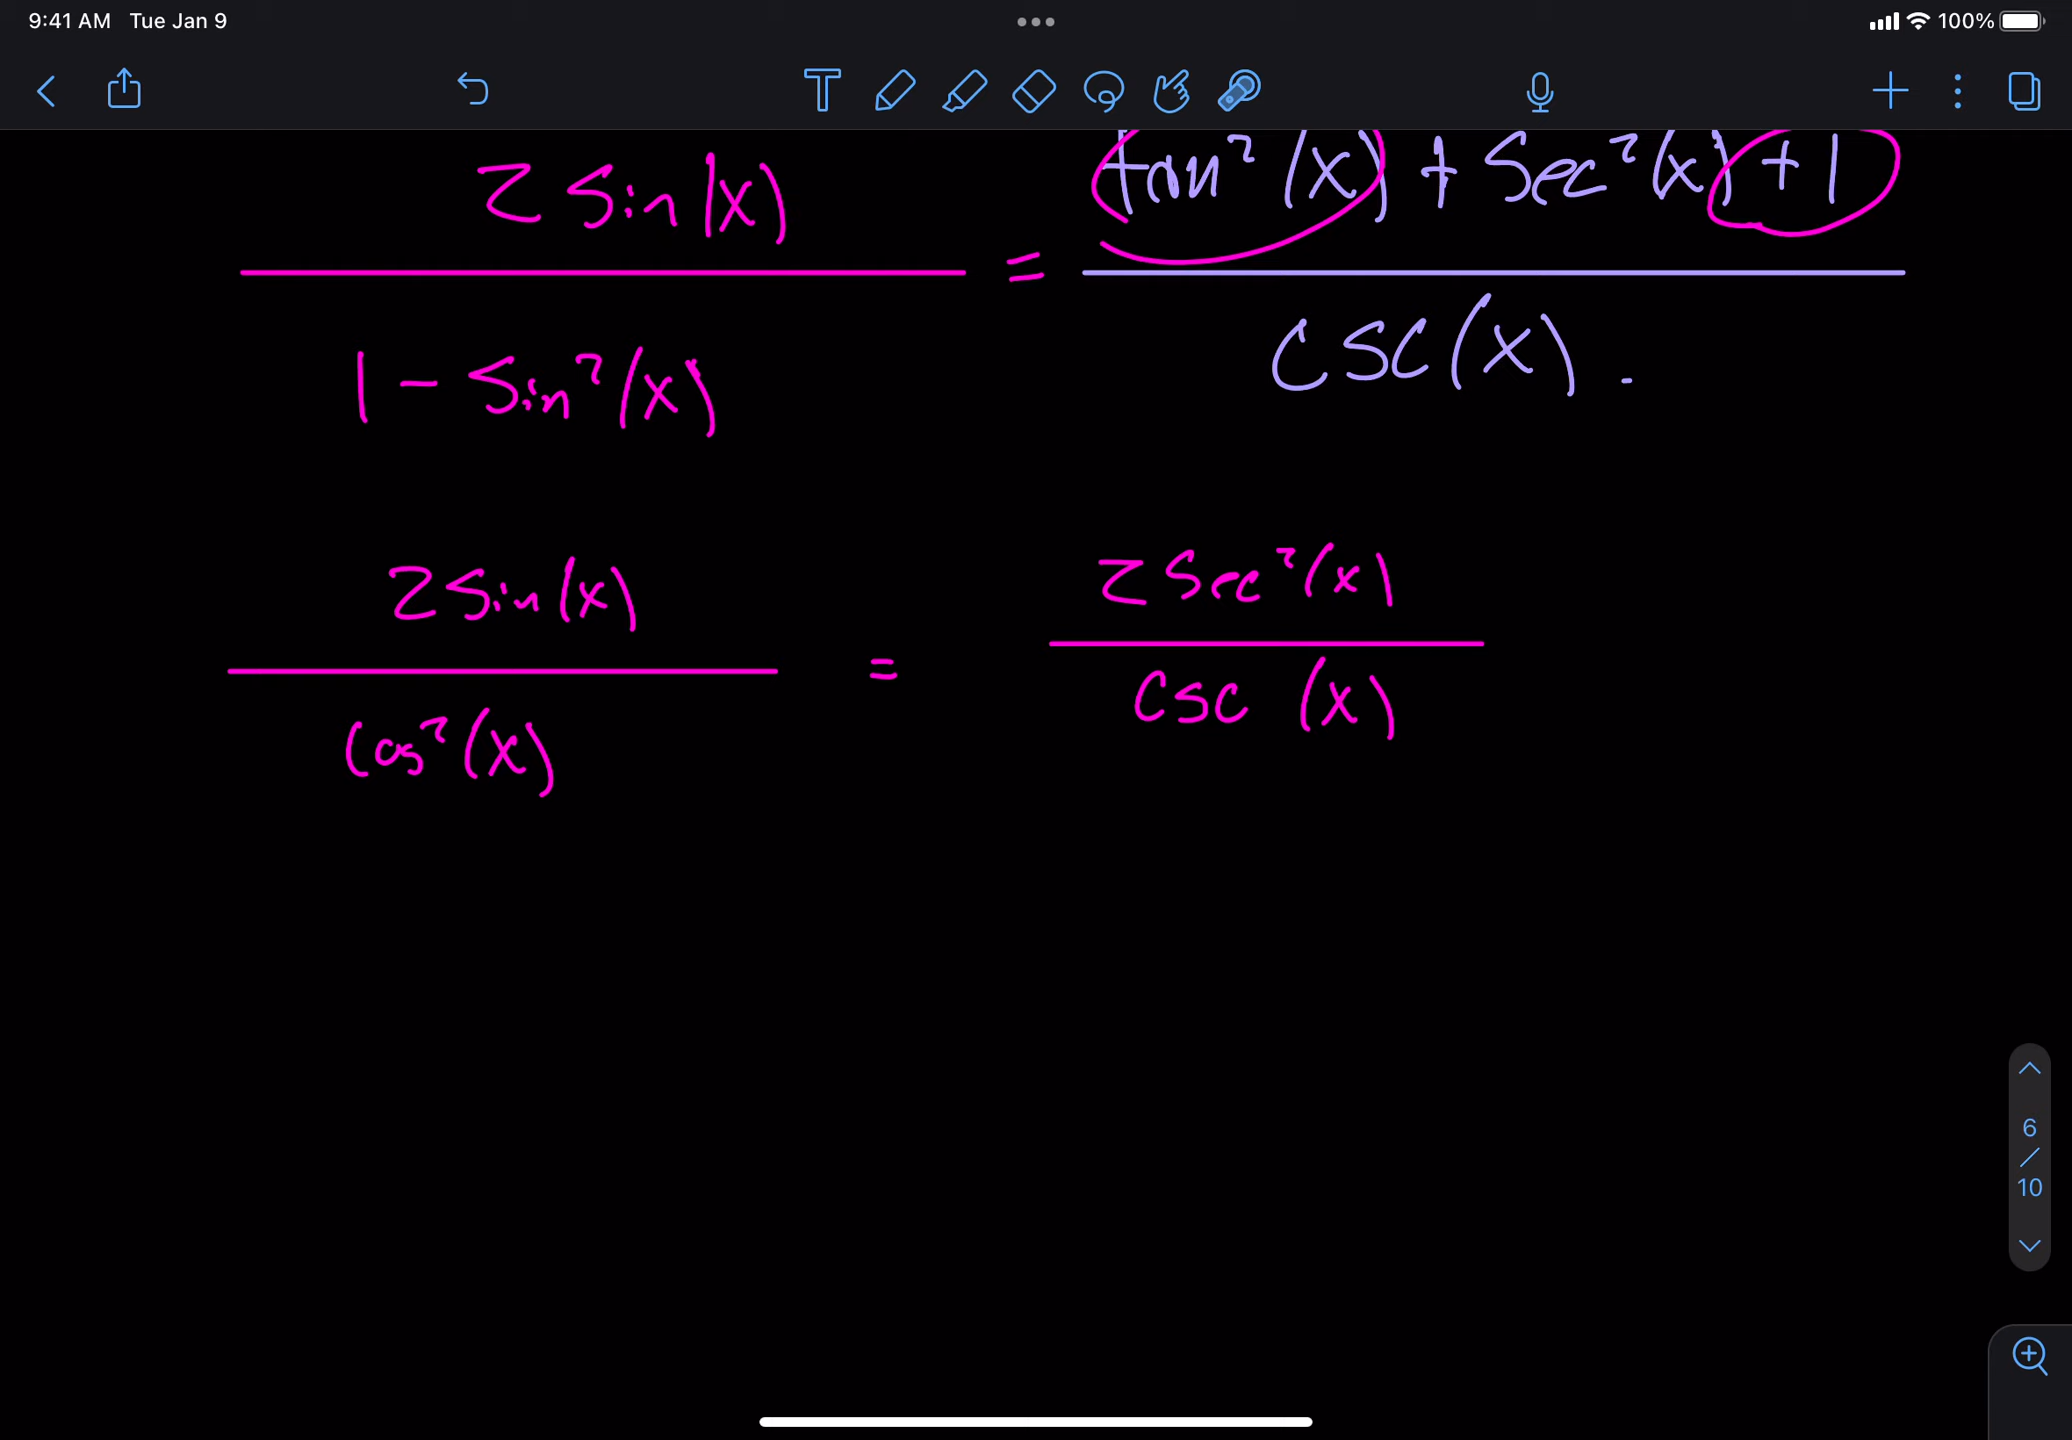 9:41 AM Tue Jan 9
100%
2 Sin(x) / 1 - Sin²(x) = tan²(x) + Sec²(x) + 1 / CSC(x).
2 Sin(x) / Cos²(x) = 2 Sec²(x) / CSC (x)
6
/
10